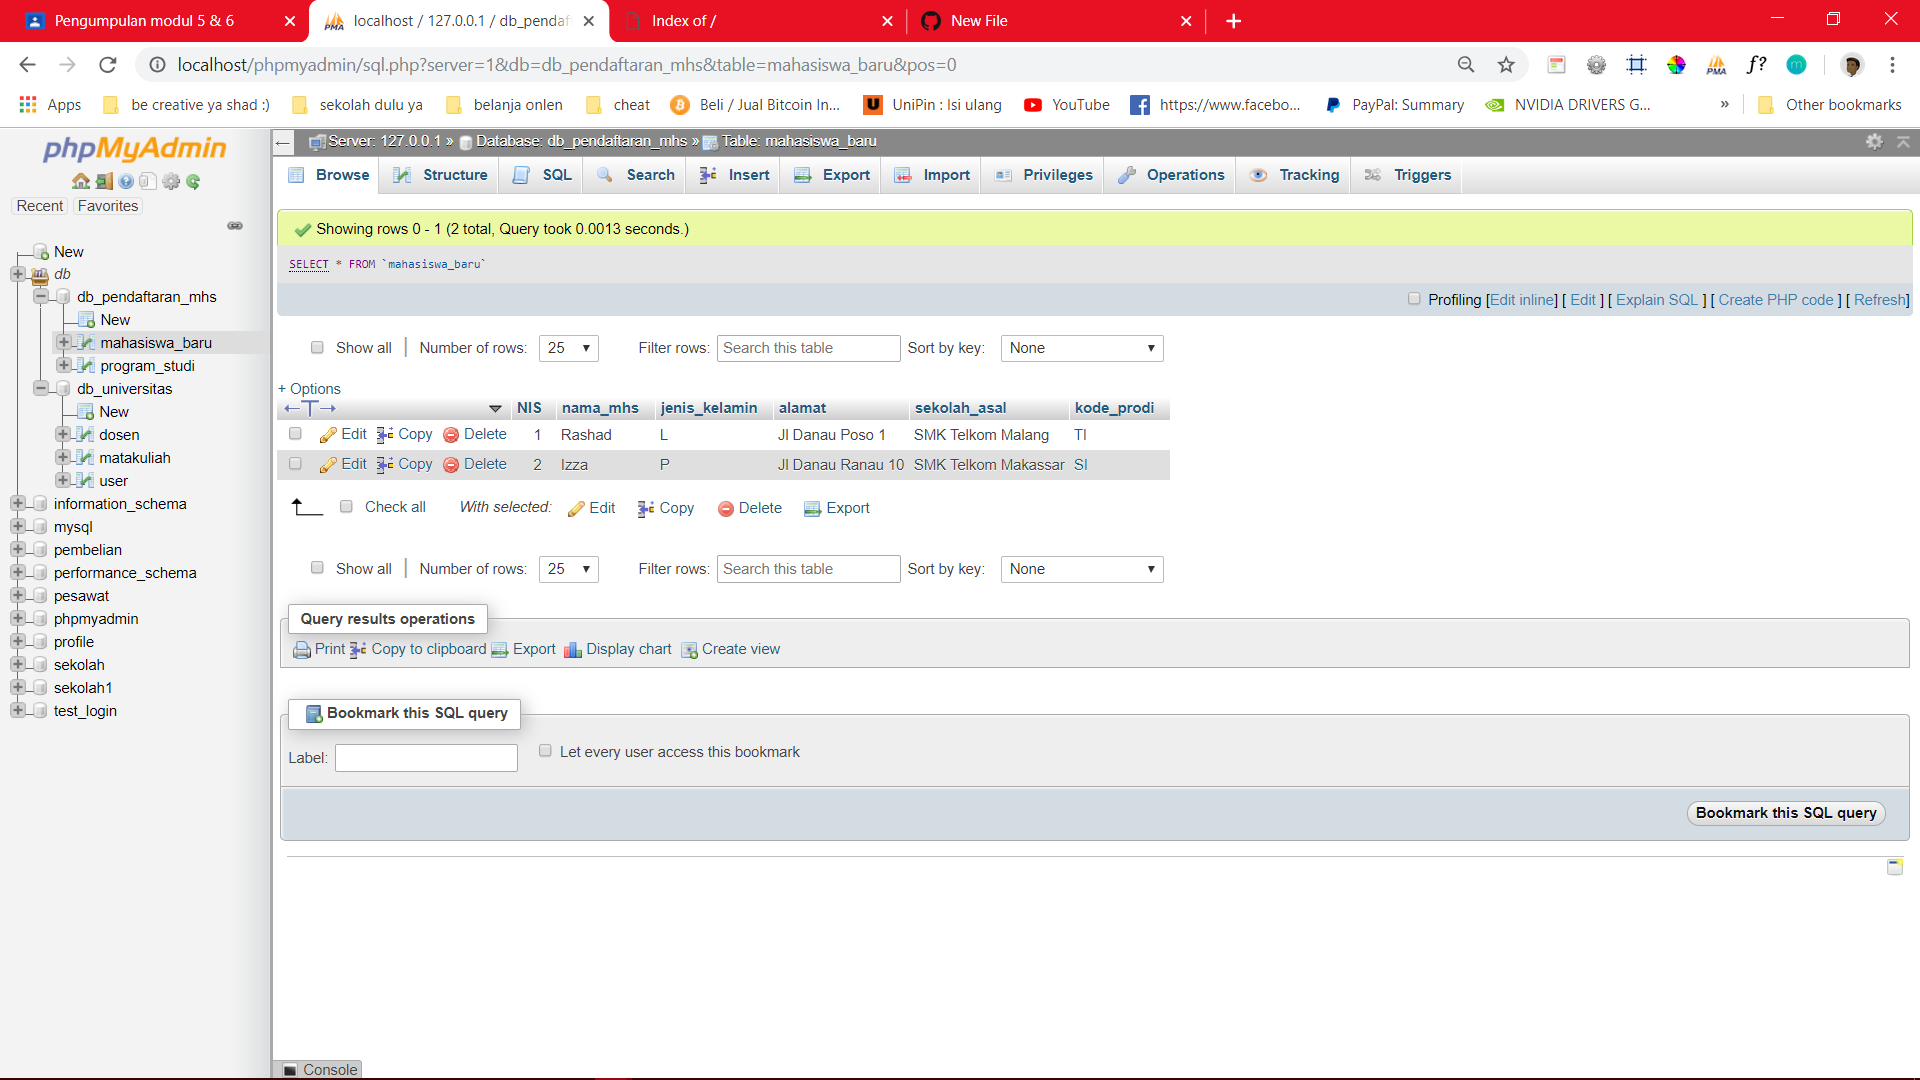 Pengumpulan modul 5 & 6
localhost / 127.0.0.1 / db_pendaf
Index of /
New File
localhost/phpmyadmin/sql.php?server=1&db=db_pendaftaran_mhs&table=mahasiswa_baru&pos=0
Apps
be creative ya shad :)
sekolah dulu ya
belanja onlen
cheat
Beli / Jual Bitcoin In...
UniPin : Isi ulang
YouTube
https://www.facebo...
PayPal: Summary
NVIDIA DRIVERS G...
»
Other bookmarks
phpMyAdmin
Recent Favorites
New
db
db_pendaftaran_mhs
New
mahasiswa_baru
program_studi
db_universitas
New
dosen
matakuliah
user
information_schema
mysql
pembelian
performance_schema
pesawat
phpmyadmin
profile
sekolah
sekolah1
test_login
Server: 127.0.0.1 » Database: db_pendaftaran_mhs » Table: mahasiswa_baru
Browse Structure SQL Search Insert Export Import Privileges Operations Tracking Triggers
Showing rows 0 - 1 (2 total, Query took 0.0013 seconds.)
SELECT * FROM `mahasiswa_baru`
Profiling [Edit inline] [ Edit ] [ Explain SQL ] [ Create PHP code ] [ Refresh]
Show all | Number of rows: 25 Filter rows: Search this table Sort by key: None
+ Options
NIS nama_mhs jenis_kelamin alamat sekolah_asal kode_prodi
Edit Copy Delete 1 Rashad L Jl Danau Poso 1 SMK Telkom Malang TI
Edit Copy Delete 2 Izza P Jl Danau Ranau 10 SMK Telkom Makassar SI
Check all With selected: Edit Copy Delete Export
Show all | Number of rows: 25 Filter rows: Search this table Sort by key: None
Query results operations
Print Copy to clipboard Export Display chart Create view
Bookmark this SQL query
Label: Let every user access this bookmark
Bookmark this SQL query
Console